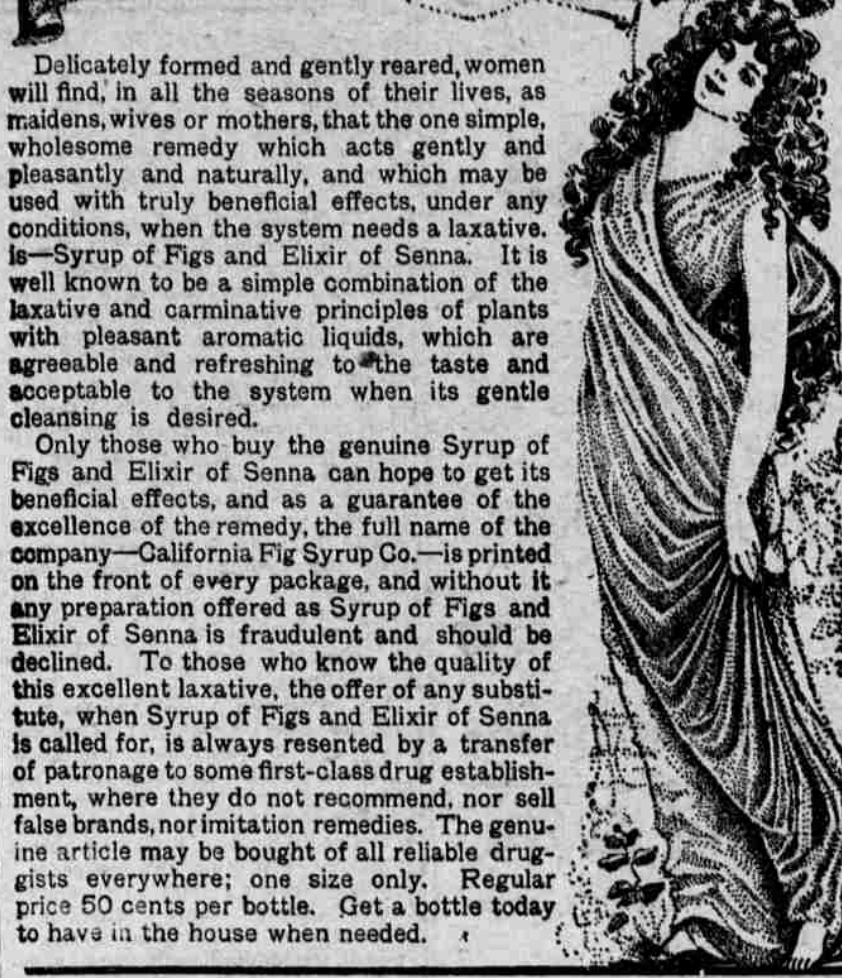 Delicately formed and gently reared, women
will find, in all the seasons of their lives, as
maidens, wives or mothers, that the one simple,
wholesome remedy which acts gently and
pleasantly and naturally, and which may be
used with truly beneficial effects, under any
conditions, when the system needs a laxative.
is—Syrup of Figs and Elixir of Senna. It is
well known to be a simple combination of the
laxative and carminative principles of plants
with pleasant aromatic liquids, which are
agreeable and refreshing to the taste and
acceptable to the system when its gentle
cleansing is desired.
Only those who buy the genuine Syrup of
Figs and Elixir of Senna can hope to get its
beneficial effects, and as a guarantee of the
excellence of the remedy, the full name of the
company—California Fig Syrup Co.—is printed
on the front of every package, and without it
any preparation offered as Syrup of Figs and
Elixir of Senna is fraudulent and should be
declined. To those who know the quality of
this excellent laxative, the offer of any substi-
tute, when Syrup of Figs and Elixir of Senna
is called for, is always resented by a transfer
of patronage to some first-class drug establish-
ment, where they do not recommend, nor sell
false brands, nor imitation remedies. The genu-
ine article may be bought of all reliable drug-
gists everywhere; one size only. Regular
price 50 cents per bottle. Get a bottle today
to have in the house when needed.